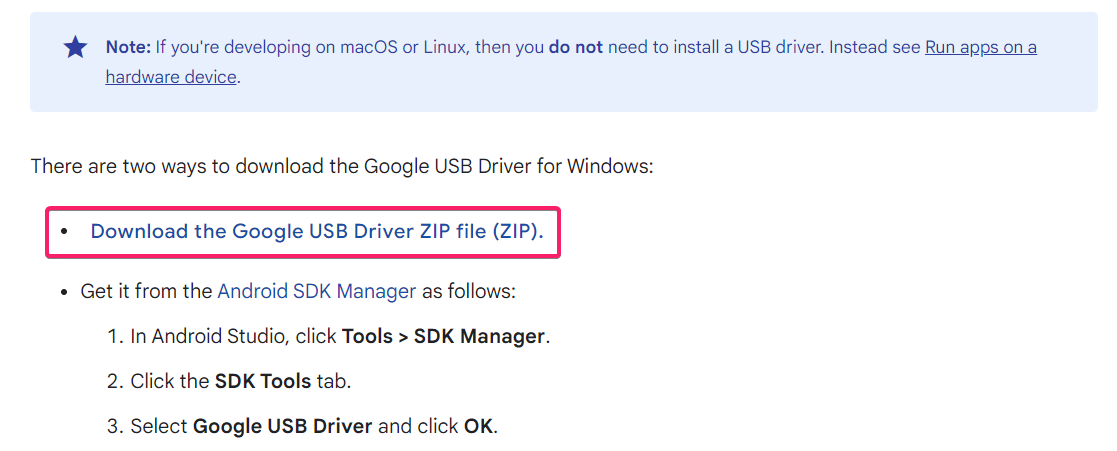 Note: If you're developing on macOS or Linux, then you do not need to install a USB driver. Instead see Run apps on a
hardware device.
There are two ways to download the Google USB Driver for Windows:
• Download the Google USB Driver ZIP file (ZIP).
• Get it from the Android SDK Manager as follows:
1. In Android Studio, click Tools > SDK Manager.
2. Click the SDK Tools tab.
3. Select Google USB Driver and click OK.